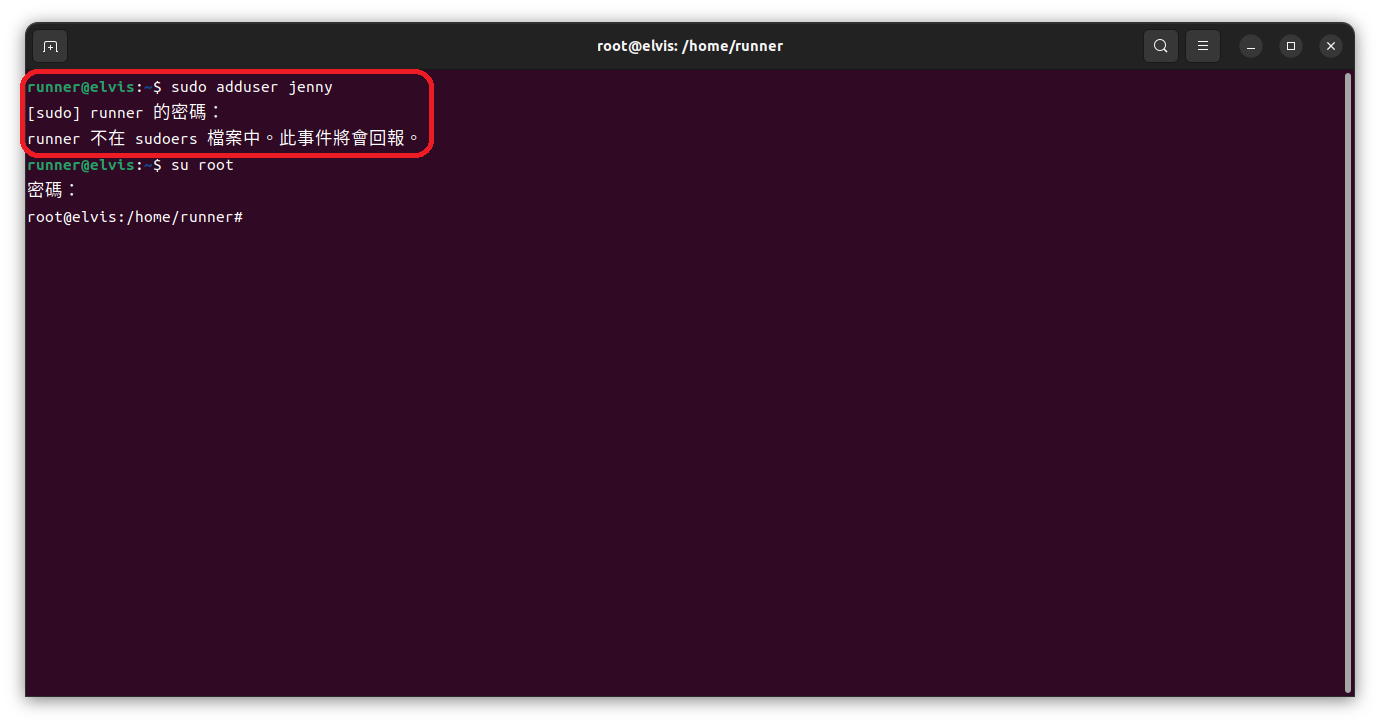 root@elvis: /home/runner
runner@elvis:~$ sudo adduser jenny
[sudo] runner 的密碼：
runner 不在 sudoers 檔案中。此事件將會回報。
runner@elvis:~$ su root
密碼：
root@elvis:/home/runner#